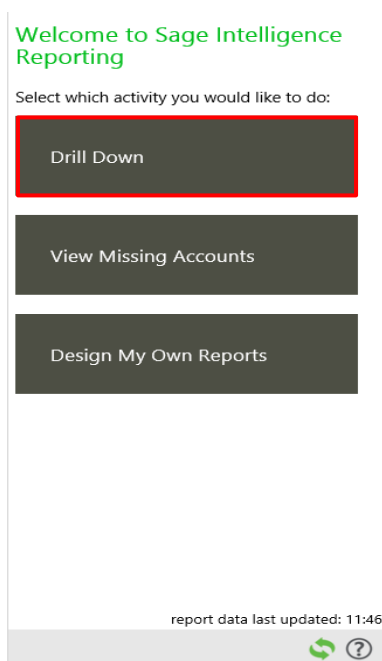 Welcome to Sage Intelligence
Reporting
Select which activity you would like to do:
Drill Down
View Missing Accounts
Design My Own Reports
report data last updated: 11:46
?